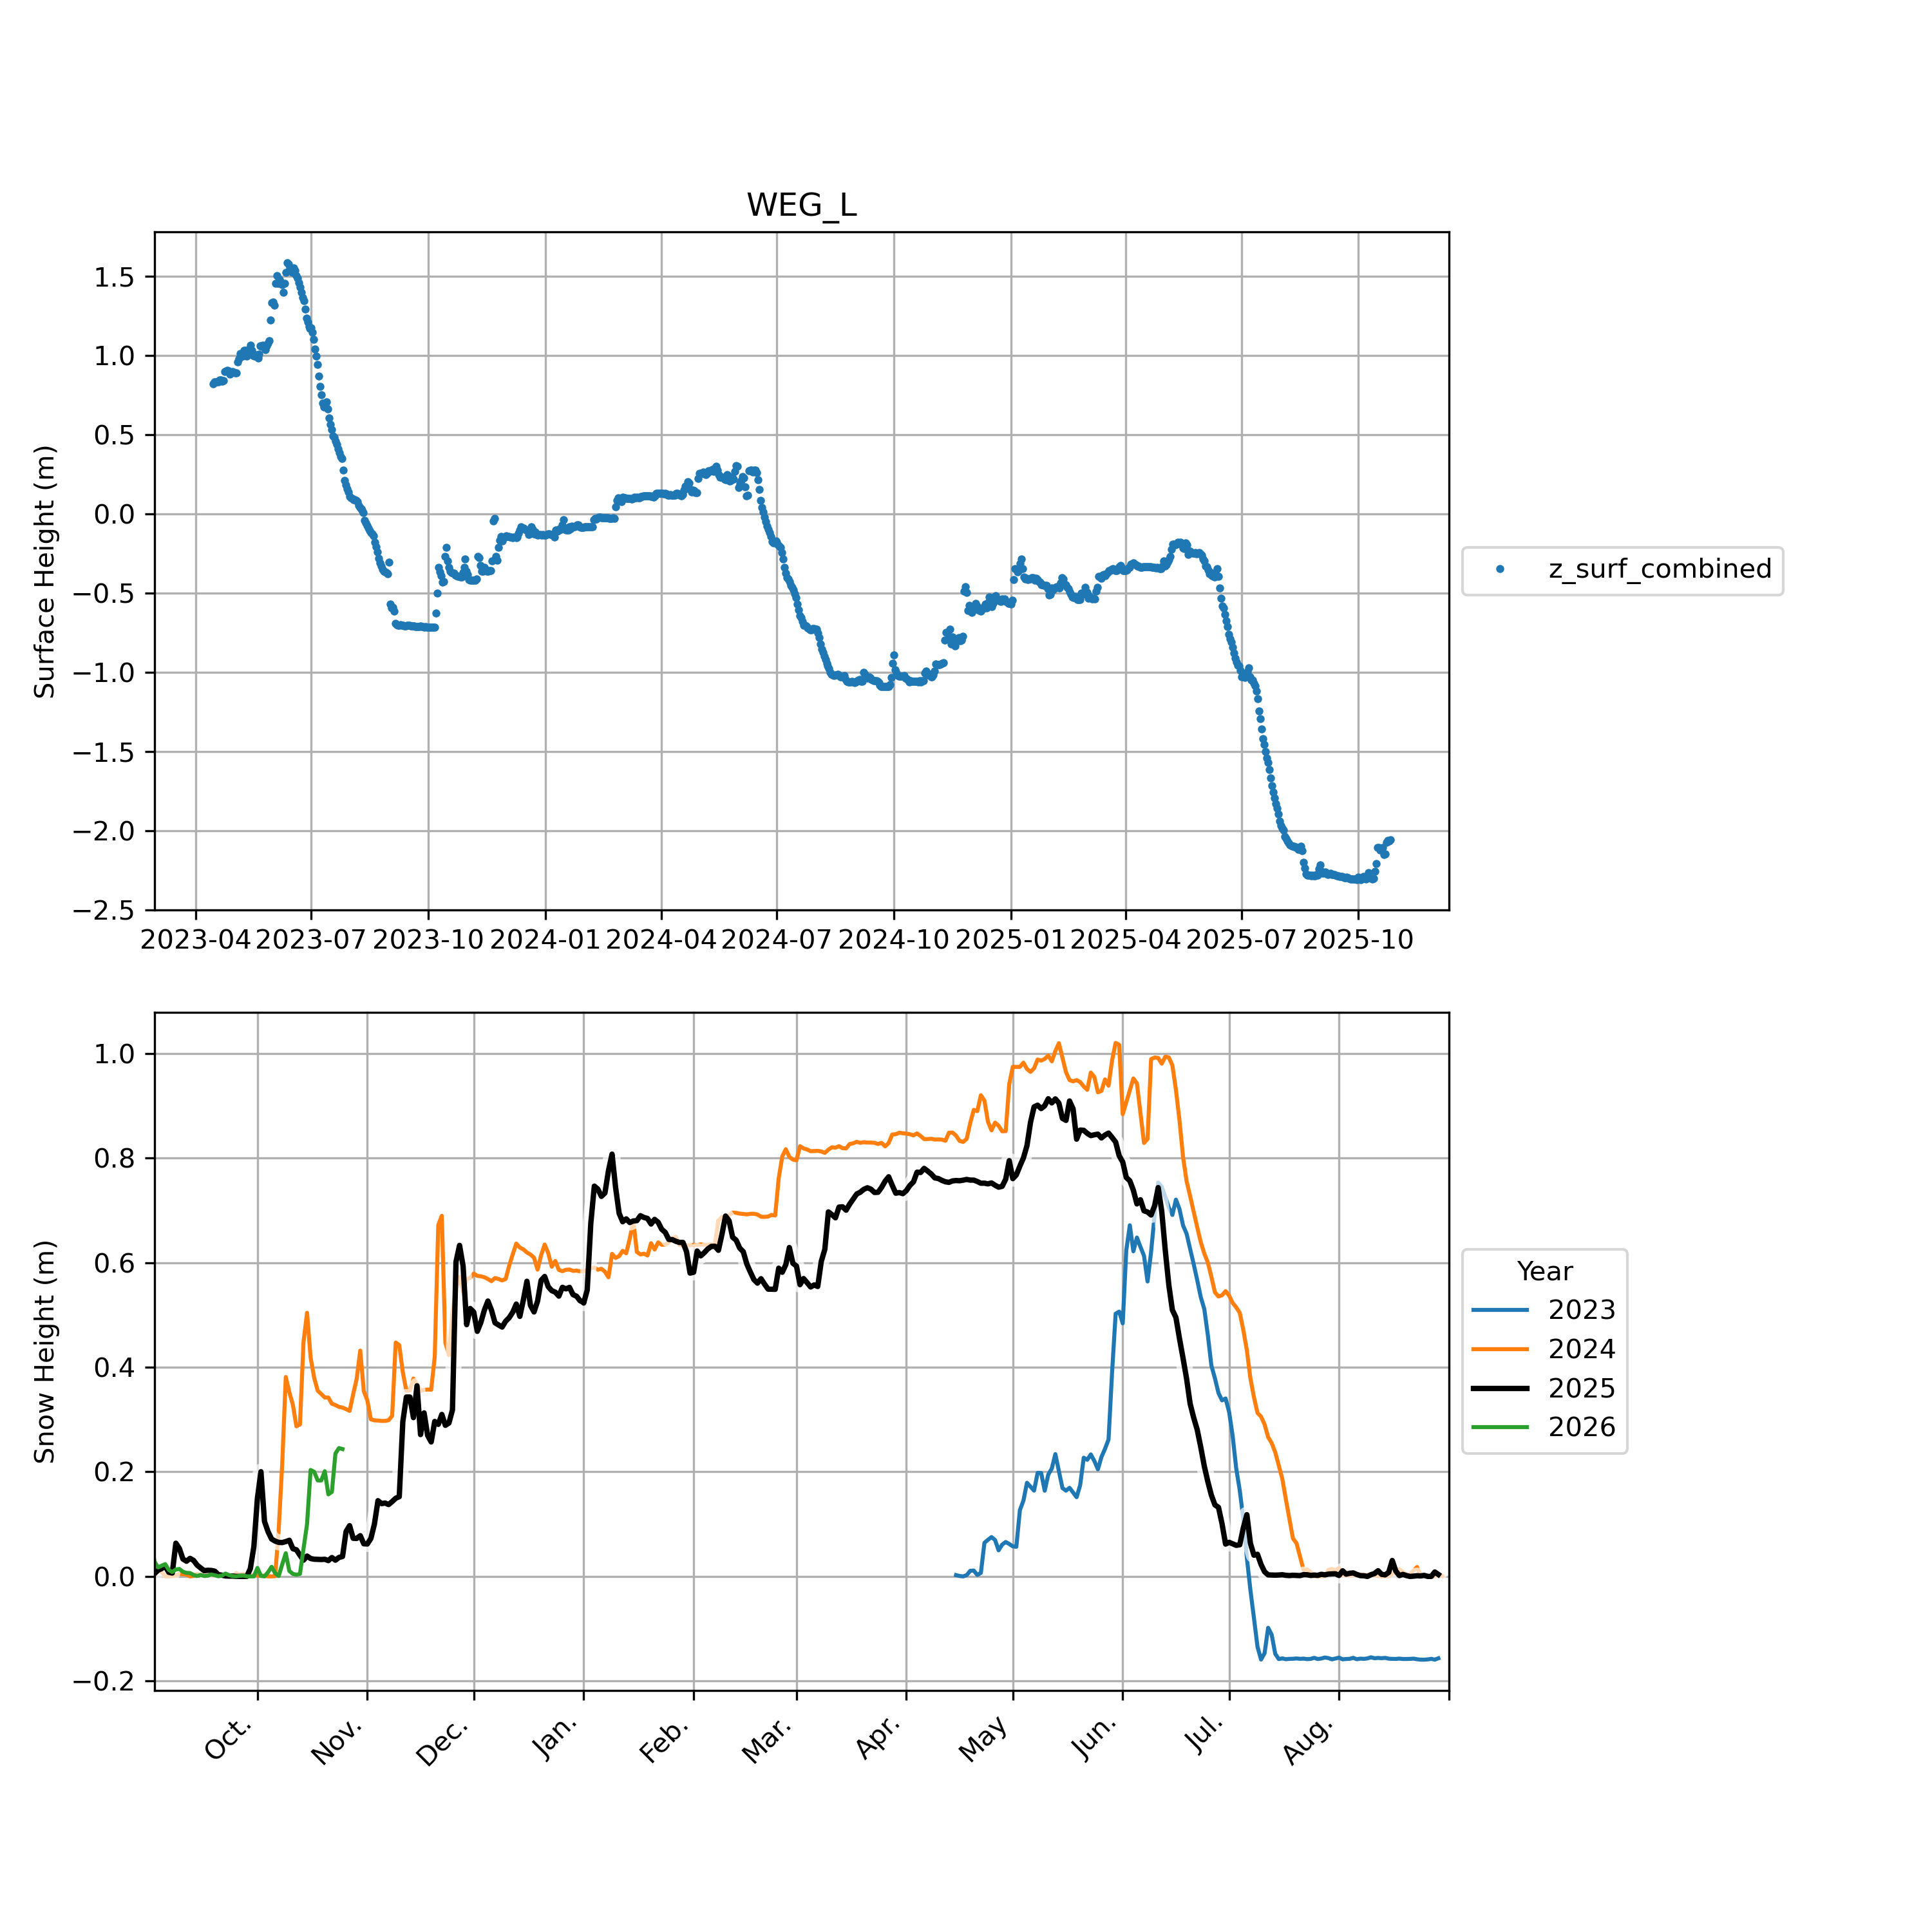 WEG_L
Surface Height (m)
1.5
1.0
0.5
0.0
−0.5
−1.0
−1.5
−2.0
−2.5
2023-04 2023-07 2023-10 2024-01 2024-04 2024-07 2024-10 2025-01 2025-04 2025-07 2025-10
z_surf_combined
Snow Height (m)
1.0
0.8
0.6
0.4
0.2
0.0
−0.2
Oct. Nov. Dec. Jan. Feb. Mar. Apr. May Jun. Jul. Aug.
Year
2023
2024
2025
2026